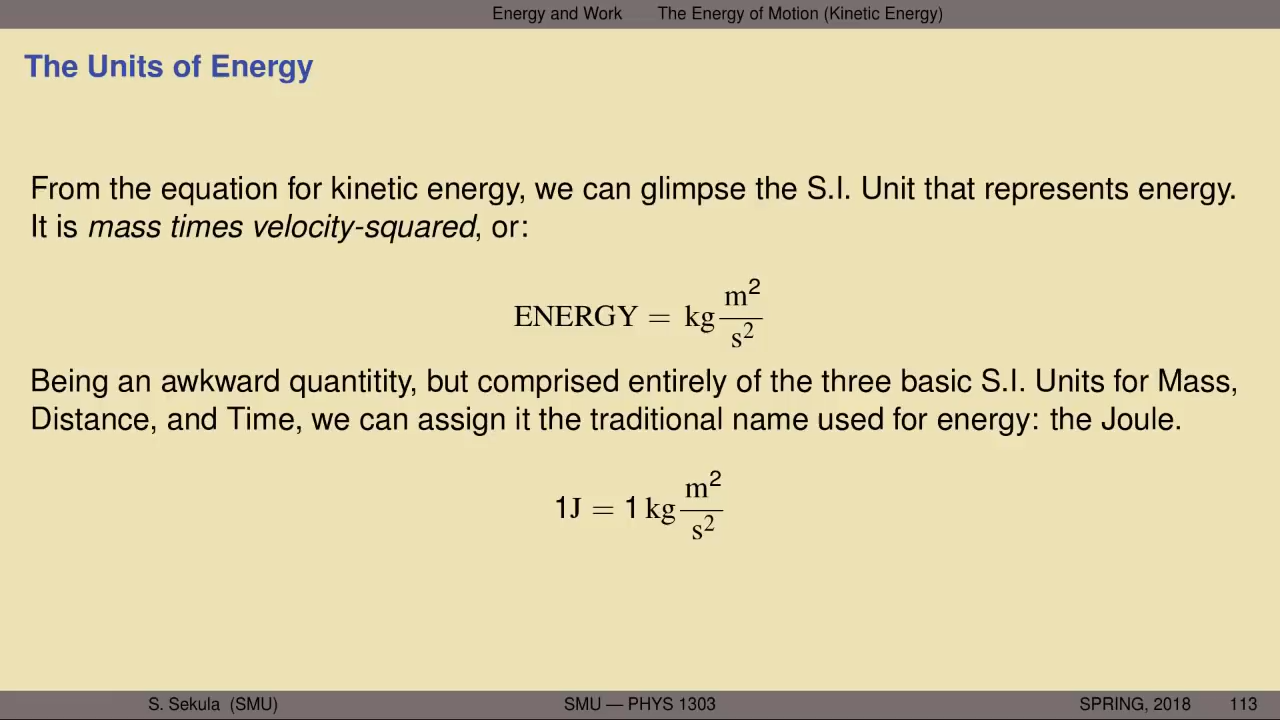 Energy and Work The Energy of Motion (Kinetic Energy)
The Units of Energy
From the equation for kinetic energy, we can glimpse the S.I. Unit that represents energy.
It is mass times velocity-squared, or:
ENERGY = kg m²/s²
Being an awkward quantitity, but comprised entirely of the three basic S.I. Units for Mass,
Distance, and Time, we can assign it the traditional name used for energy: the Joule.
1J = 1 kg m²/s²
S. Sekula (SMU) SMU — PHYS 1303 SPRING, 2018 113